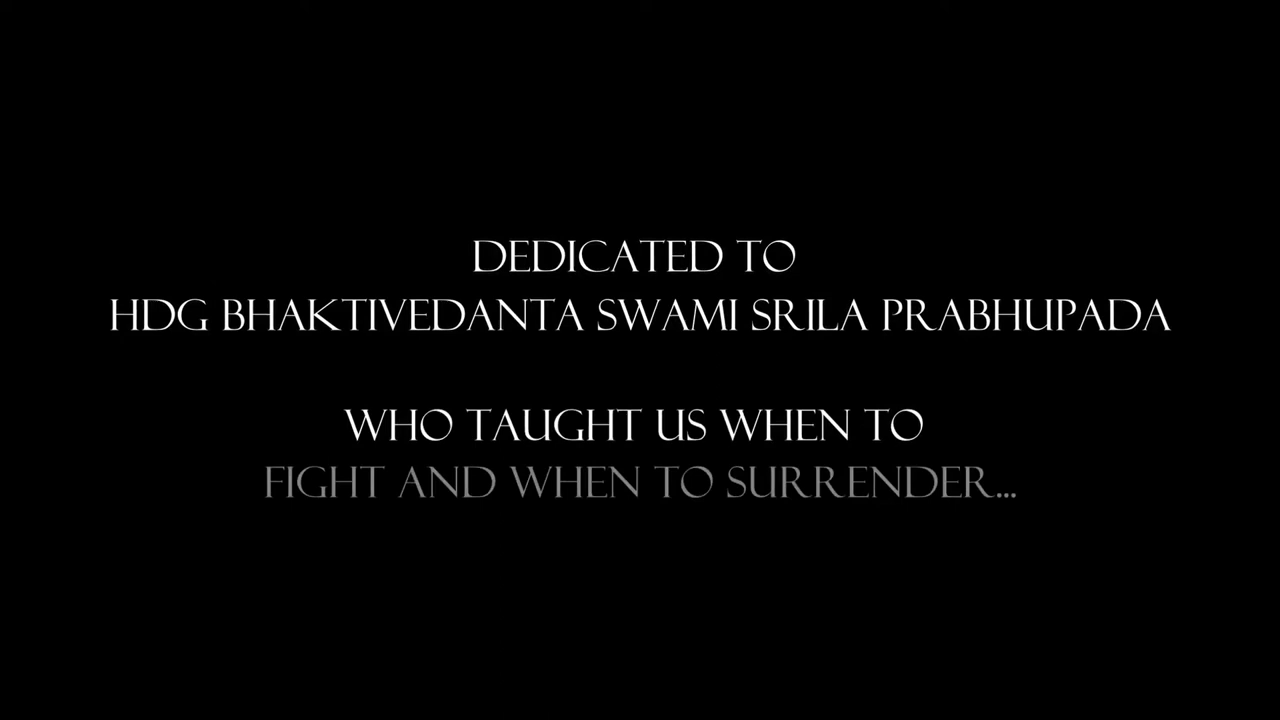 DEDICATED TO
HDG BHAKTIVEDANTA SWAMI SRILA PRABHUPADA
WHO TAUGHT US WHEN TO
FIGHT AND WHEN TO SURRENDER...